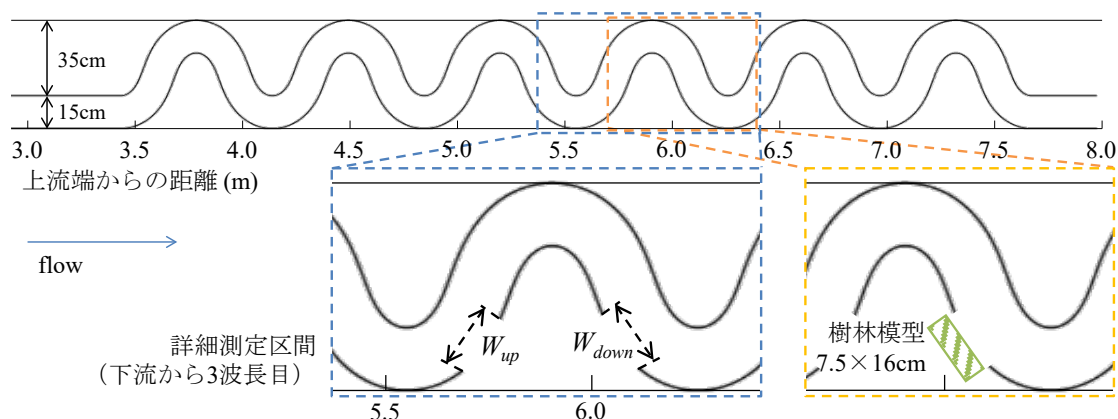 35cm
15cm
3.0 3.5 4.0 4.5 5.0 5.5 6.0 6.5 7.0 7.5 8.0
上流端からの距離 (m)
flow
詳細測定区間
（下流から3波長目）
Wup
Wdown
5.5 6.0
樹林模型
7.5×16cm